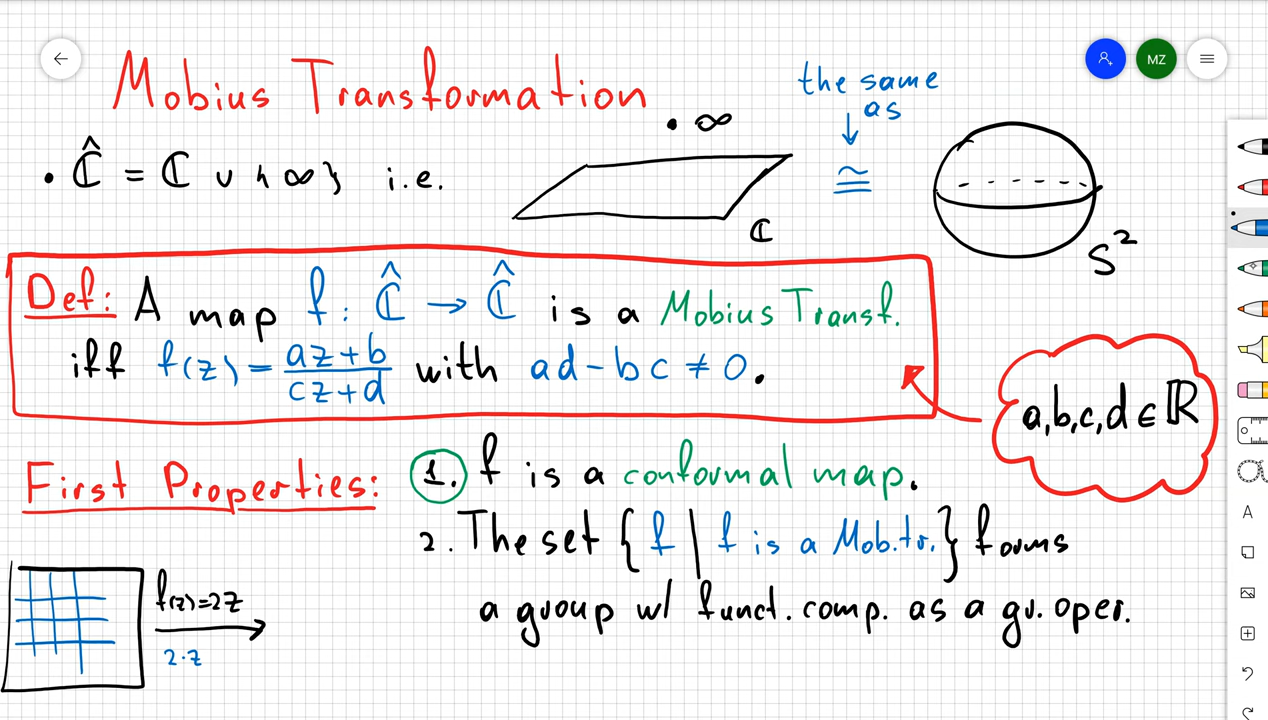 Mobius Transformation
the same
as
MZ
• Ĉ = ℂ ∪ {∞} i.e.
• ∞
≅
ℂ
S²
Def: A map f: Ĉ → Ĉ is a Mobius Transf.
iff f(z) = (az+b)/(cz+d) with ad-bc ≠ 0.
a,b,c,d ∈ ℝ
First Properties:
1. f is a conformal map.
2. The set {f | f is a Mob.tr.} forms
a group w/ funct. comp. as a gr. oper.
f(z)=2z
2·z
A